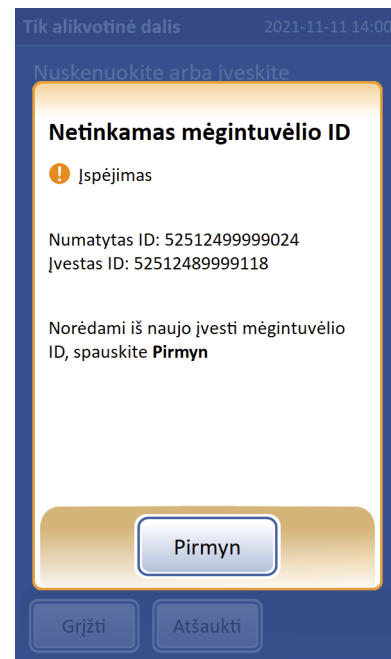 Tik alikvotinė dalis 2021-11-11 14:00
Nuskenuokite arba įveskite
Netinkamas mėgintuvėlio ID
Įspėjimas
Numatytas ID: 52512499999024
Įvestas ID: 52512489999118
Norėdami iš naujo įvesti mėgintuvėlio
ID, spauskite Pirmyn
Pirmyn
Grįžti Atšaukti